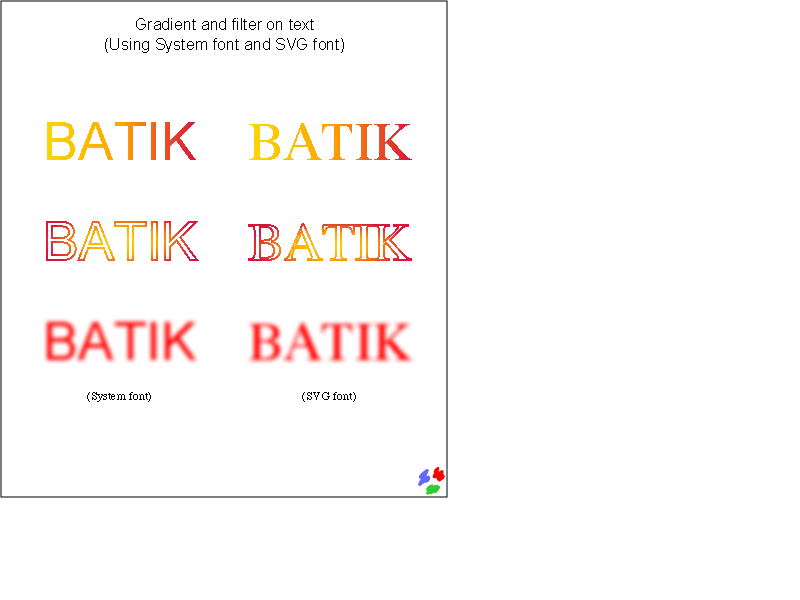 Gradient and filter on text
(Using System font and SVG font)
BATIK BATIK
BATIK BATIK
BATIK BATIK
(System font) (SVG font)